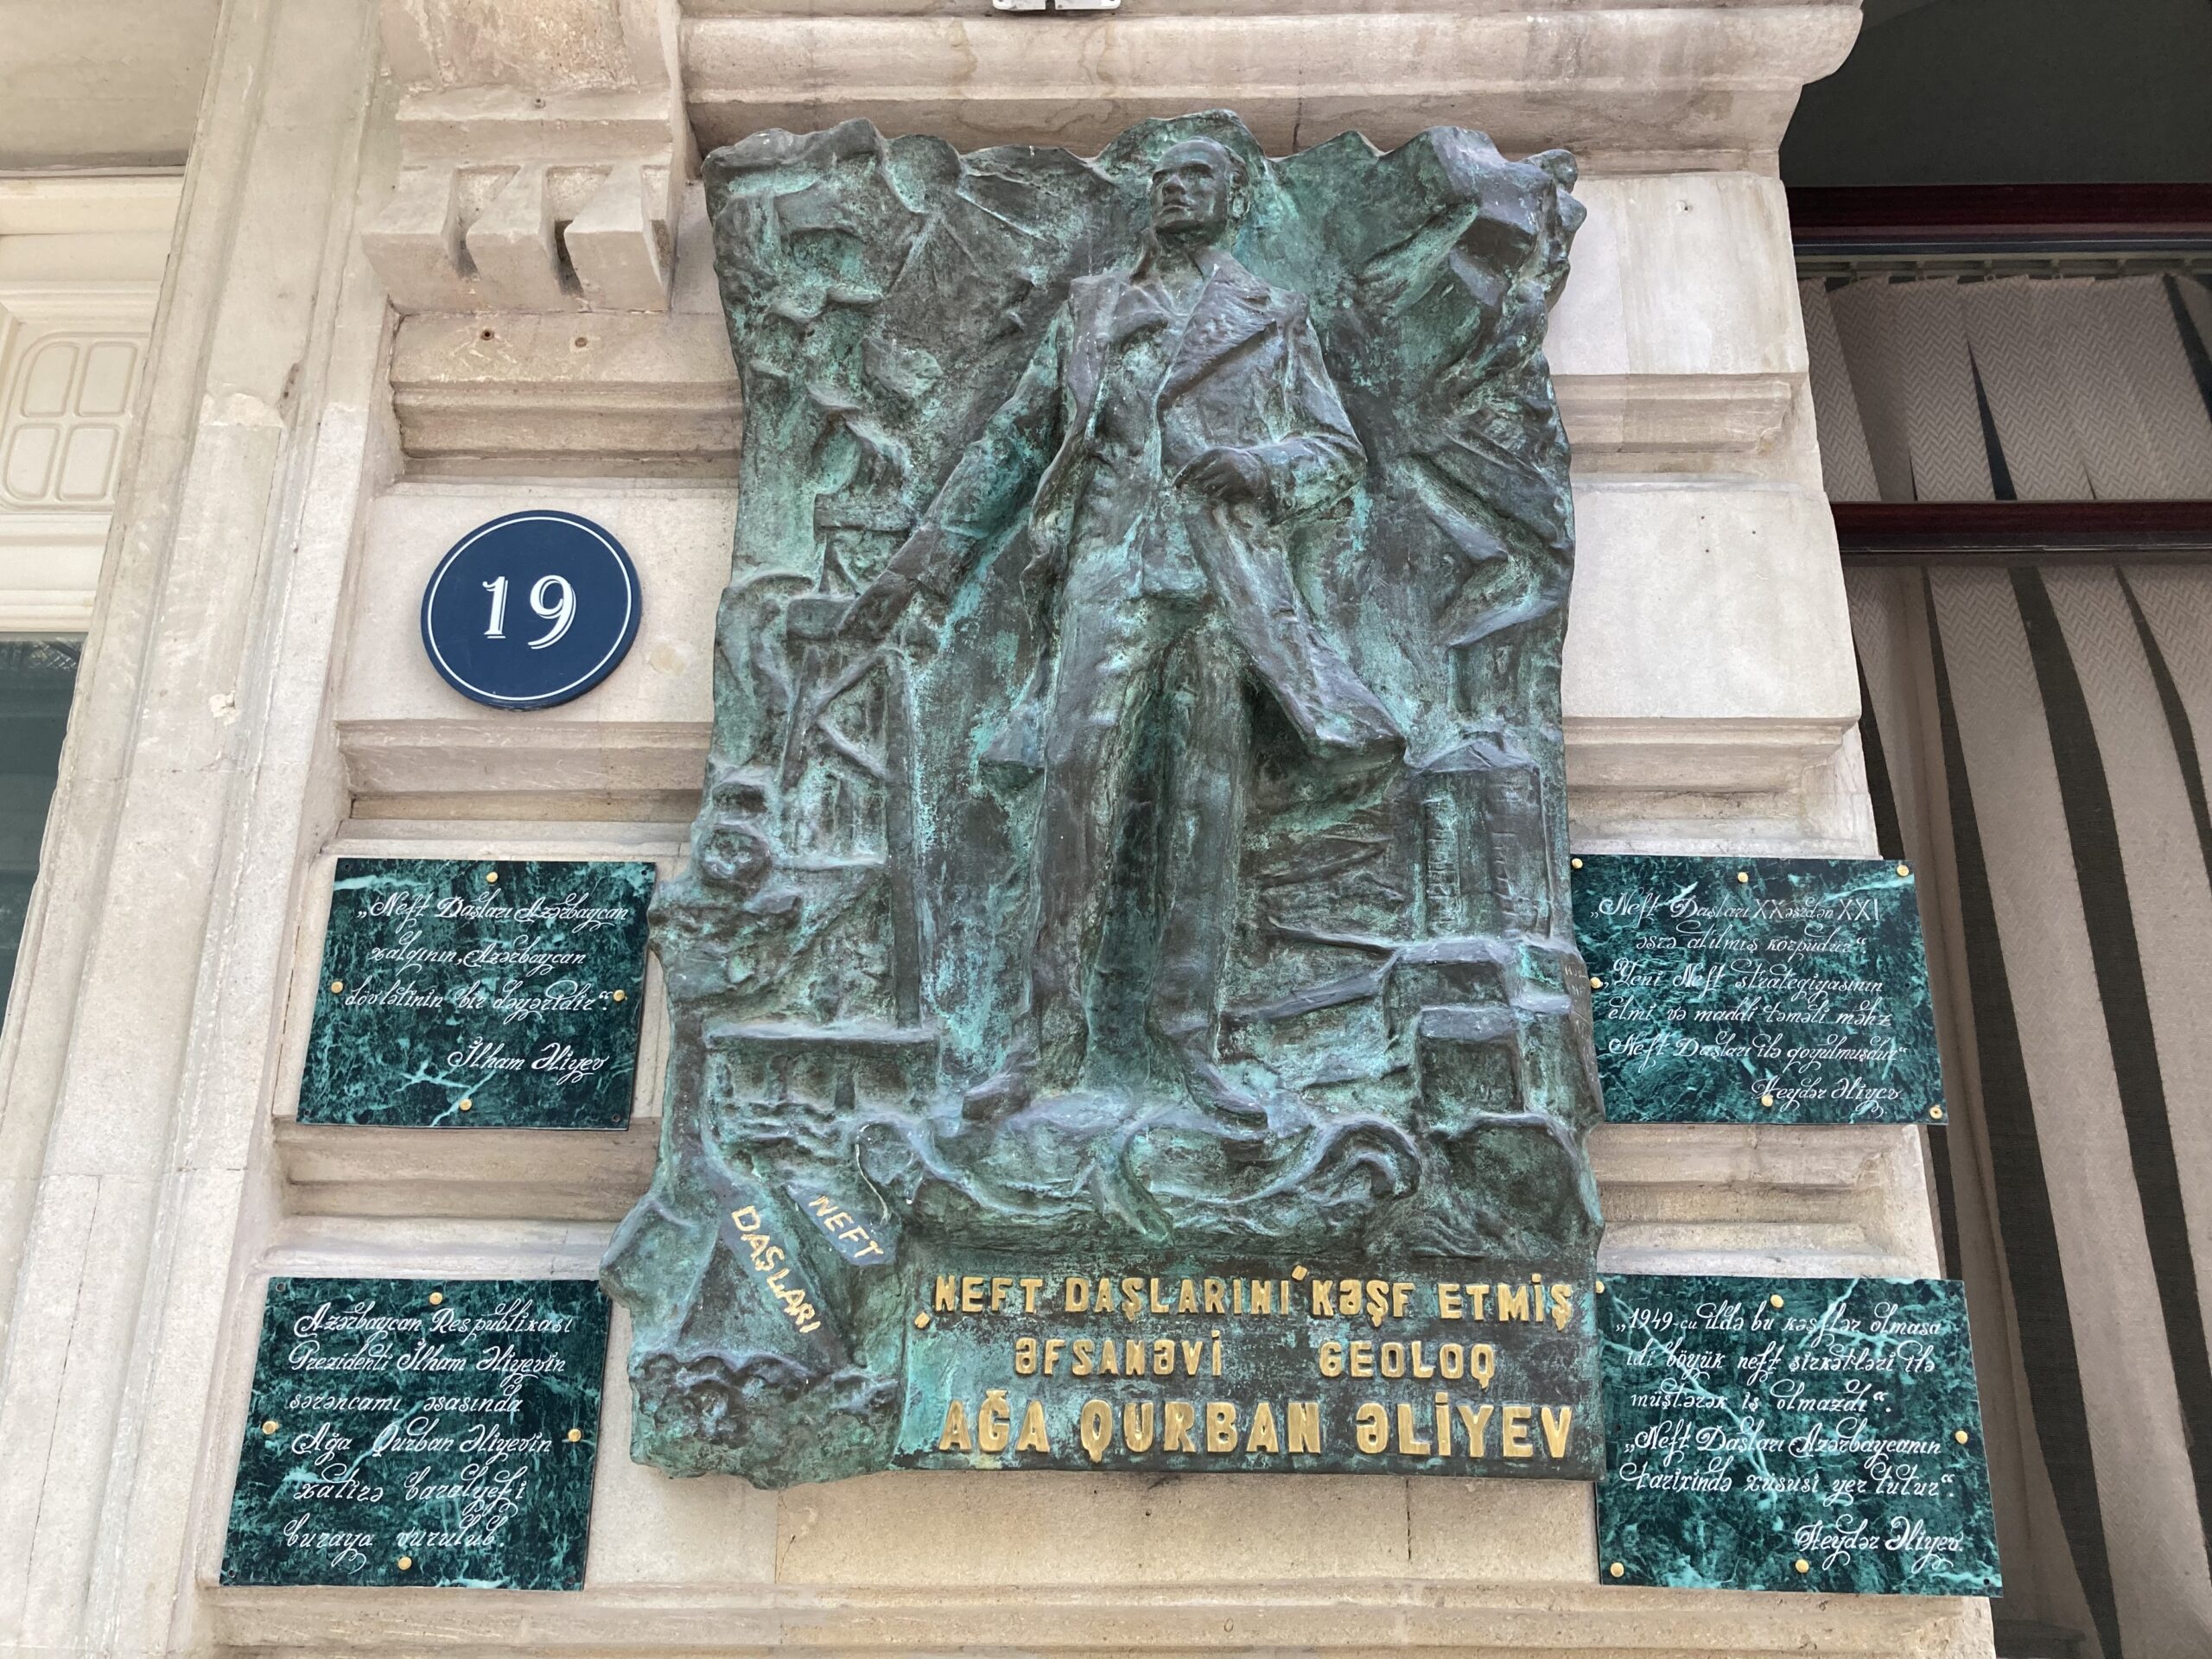 19
„Neft Daşları Azərbaycan
xalqının, Azərbaycan
dövlətinin bir dəyəridir“.
İlham Əliyev
Azərbaycan Respublikası
Prezidenti İlham Əliyevin
sərəncamı əsasında
Ağa Qurban Əliyevin
xatirə barelyefi
buraya vurulub.
NEFT
DAŞLARI
„NEFT DAŞLARINI“ KƏŞF ETMİŞ
ƏFSANƏVİ GEOLOQ
AĞA QURBAN ƏLİYEV
„Neft Daşları XX əsrdən XXI
əsrə atılmış körpüdür“
„Yeni Neft strategiyasının
elmi və maddi təməli məhz
Neft Daşları ilə qoyulmuşdur“
Heydər Əliyev
„1949-cu ildə bu kəşflər olmasa
idi böyük neft şirkətləri ilə
müştərək iş olmazdı“.
„Neft Daşları Azərbaycanın
tarixində xüsusi yer tutur“.
Heydər Əliyev.